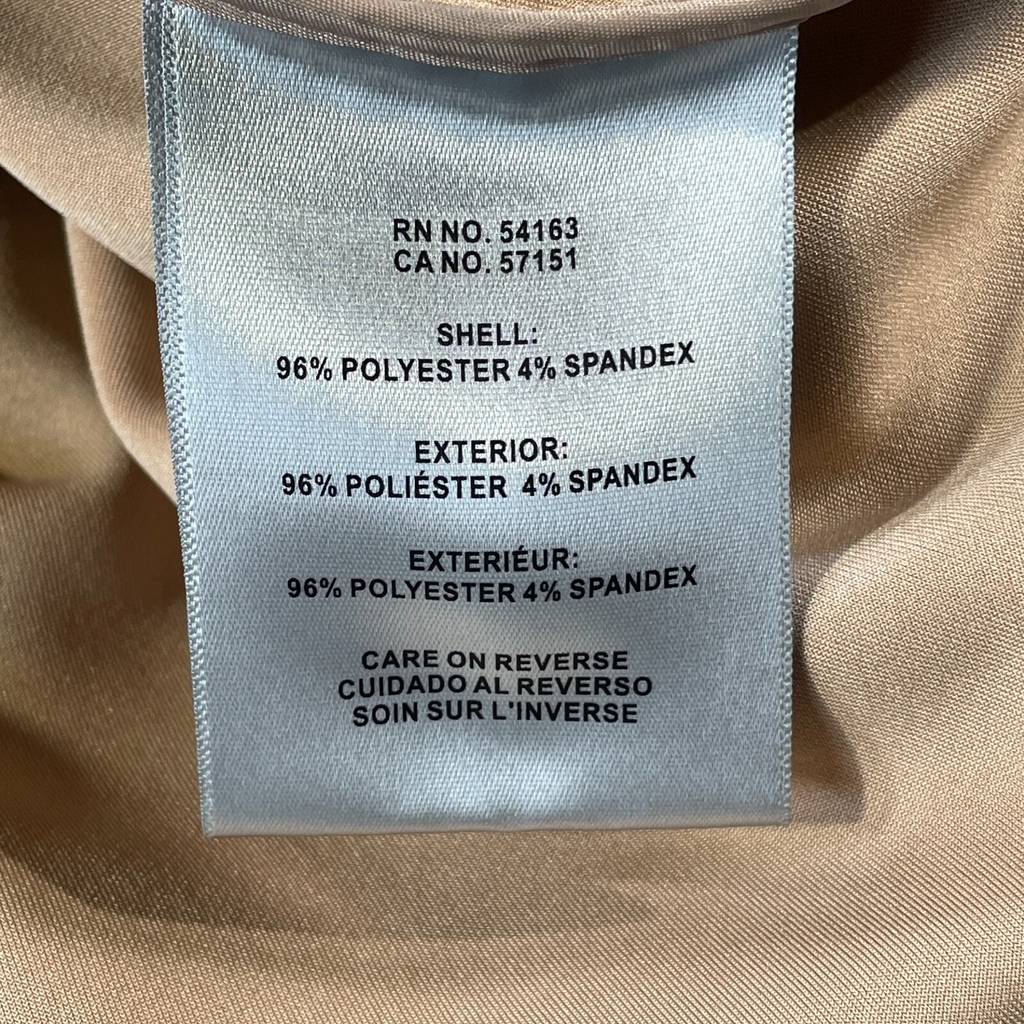 RN NO. 54163
CA NO. 57151
SHELL:
96% POLYESTER 4% SPANDEX
EXTERIOR:
96% POLIÉSTER 4% SPANDEX
EXTERIÉUR:
96% POLYESTER 4% SPANDEX
CARE ON REVERSE
CUIDADO AL REVERSO
SOIN SUR L'INVERSE